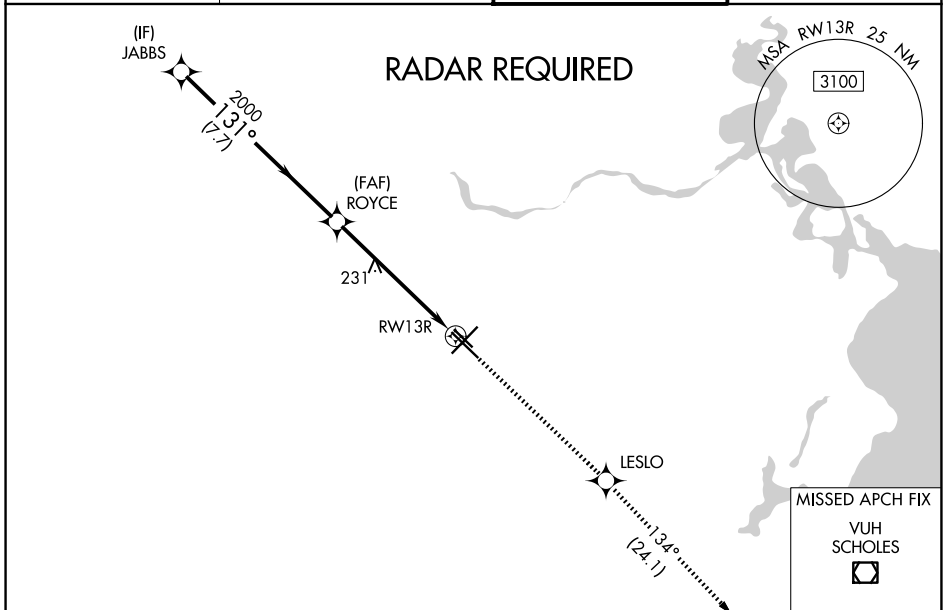 (IF)
JABBS
RADAR REQUIRED
MSA RW13R 25 NM
3100
2000
131°
(7.7)
(FAF)
ROYCE
231
RW13R
LESLO
134°
(24.1)
MISSED APCH FIX
VUH
SCHOLES